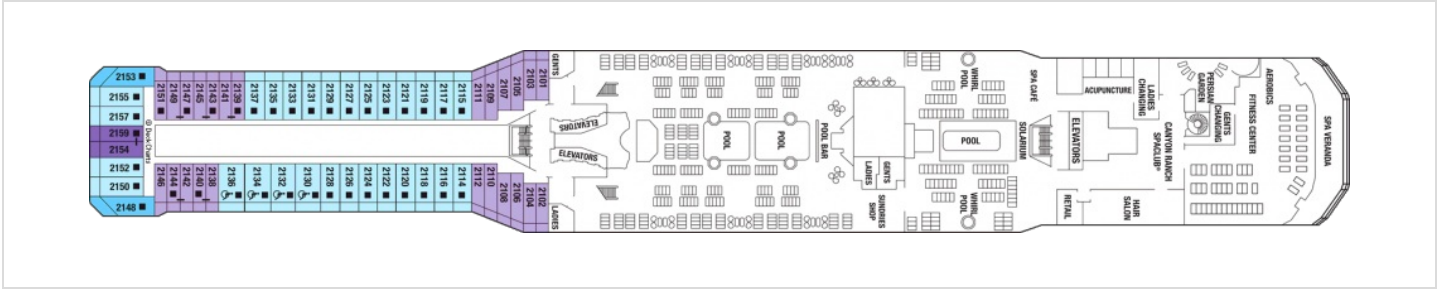 2153
2155
2157
2159
2154
2152
2150
2148
© Deck-Charts
2151
2149
2147
2145
2143
2141
2139
2137
2135
2133
2131
2129
2127
2125
2123
2121
2119
2117
2115
2111
2109
2107
2105
2103
2101
2146
2144
2142
2140
2138
2136
2134
2132
2130
2128
2126
2124
2122
2120
2118
2116
2114
2112
2110
2108
2106
2104
2102
GENTS
LADIES
ELEVATORS
ELEVATORS
POOL
POOL
POOL BAR
GENTS
LADIES
SUNDRIES
SHOP
WHIRL
POOL
POOL
WHIRL
POOL
SOLARIUM
SPA CAFÉ
ELEVATORS
ACUPUNCTURE
LADIES
CHANGING
PERSIAN
GARDEN
GENTS
CHANGING
CANYON RANCH
SPACLUB®
RETAIL
HAIR
SALON
AEROBICS
FITNESS CENTER
SPA VERANDA